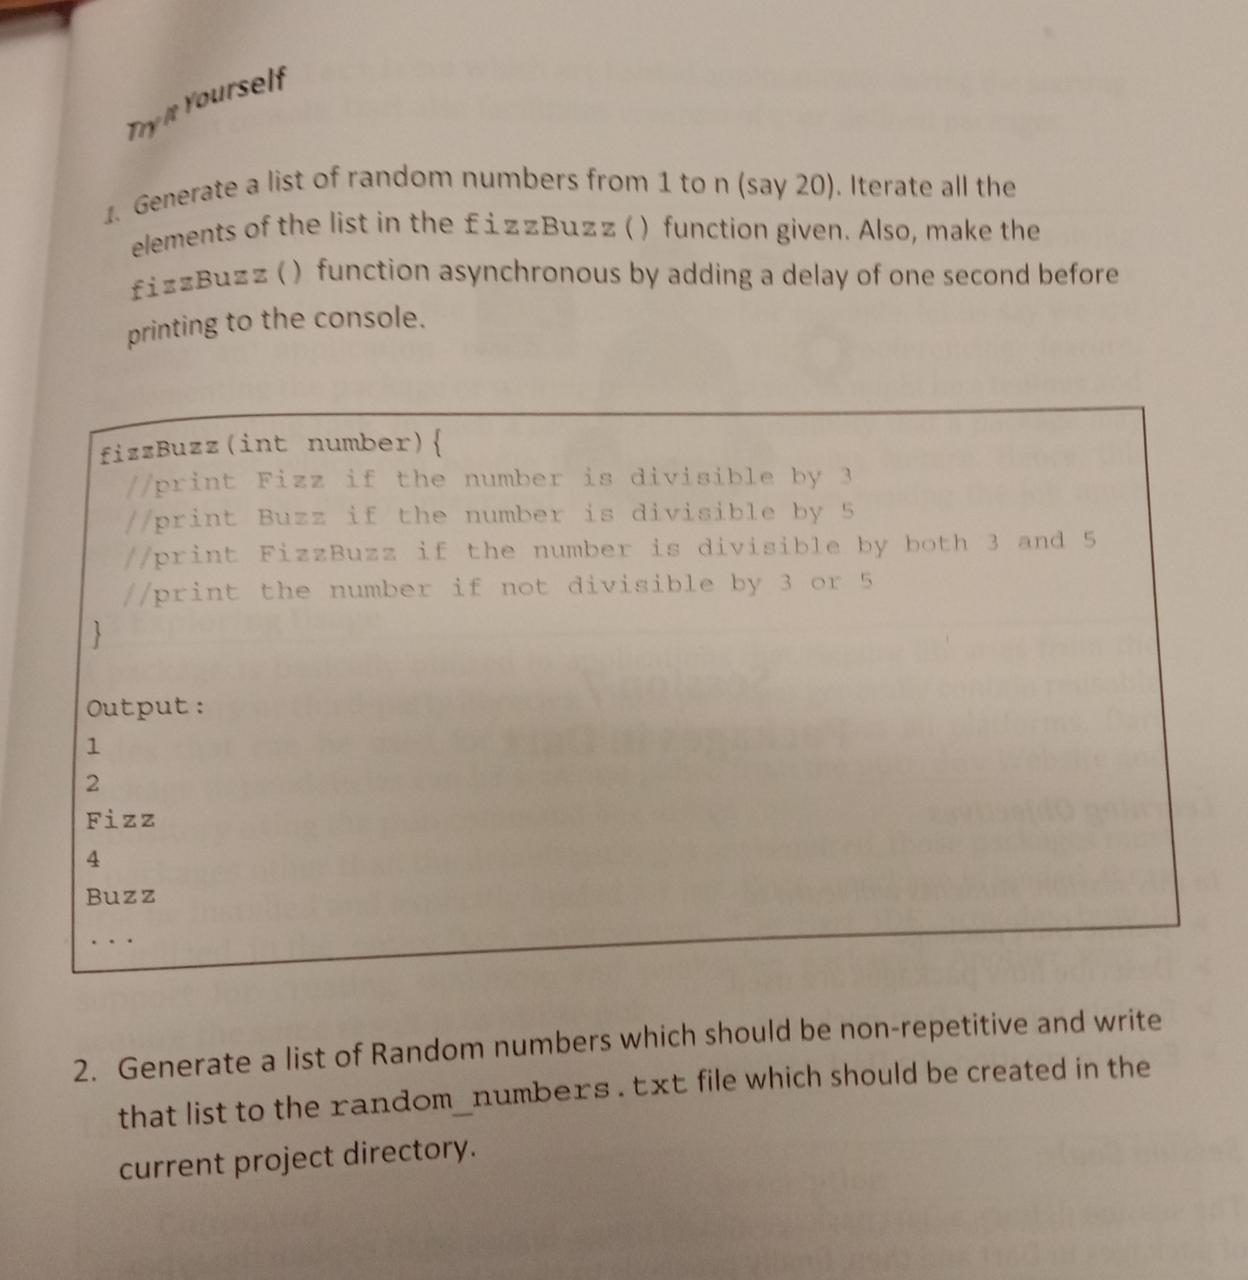 Try It Yourself
1. Generate a list of random numbers from 1 to n (say 20). Iterate all the
elements of the list in the fizzBuzz() function given. Also, make the
fizzBuzz() function asynchronous by adding a delay of one second before
printing to the console.
fizzBuzz(int number){
//print Fizz if the number is divisible by 3
//print Buzz if the number is divisible by 5
//print FizzBuzz if the number is divisible by both 3 and 5
//print the number if not divisible by 3 or 5
}
Output:
1
2
Fizz
4
Buzz
...
2. Generate a list of Random numbers which should be non-repetitive and write
that list to the random_numbers.txt file which should be created in the
current project directory.